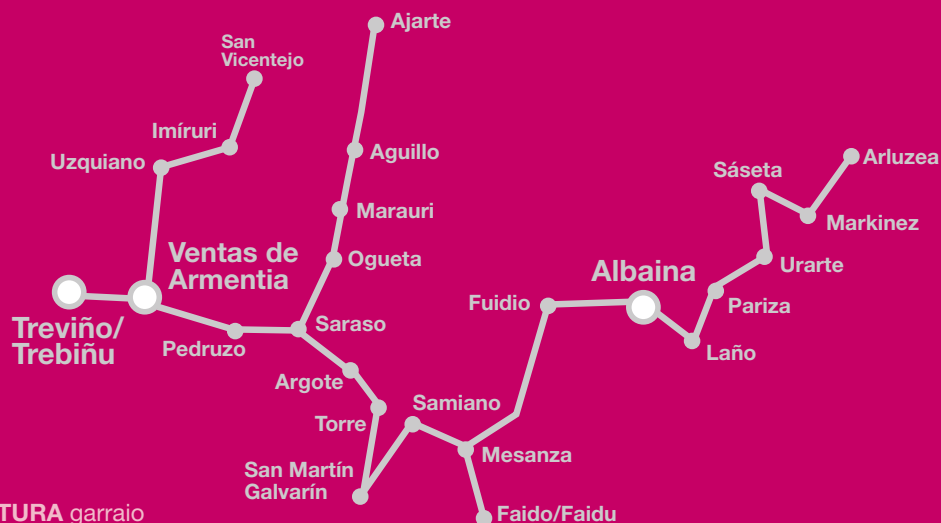 Ajarte
San
Vicentejo
Imíruri
Aguillo
Uzquiano
Arluzea
Sáseta
Marauri
Markinez
Ventas de
Armentia
Ogueta
Urarte
Albaina
Fuidio
Pariza
Treviño/
Trebiñu
Saraso
Pedruzo
Laño
Argote
Samiano
Torre
Mesanza
San Martín
Galvarín
TURA garraio
Faido/Faidu